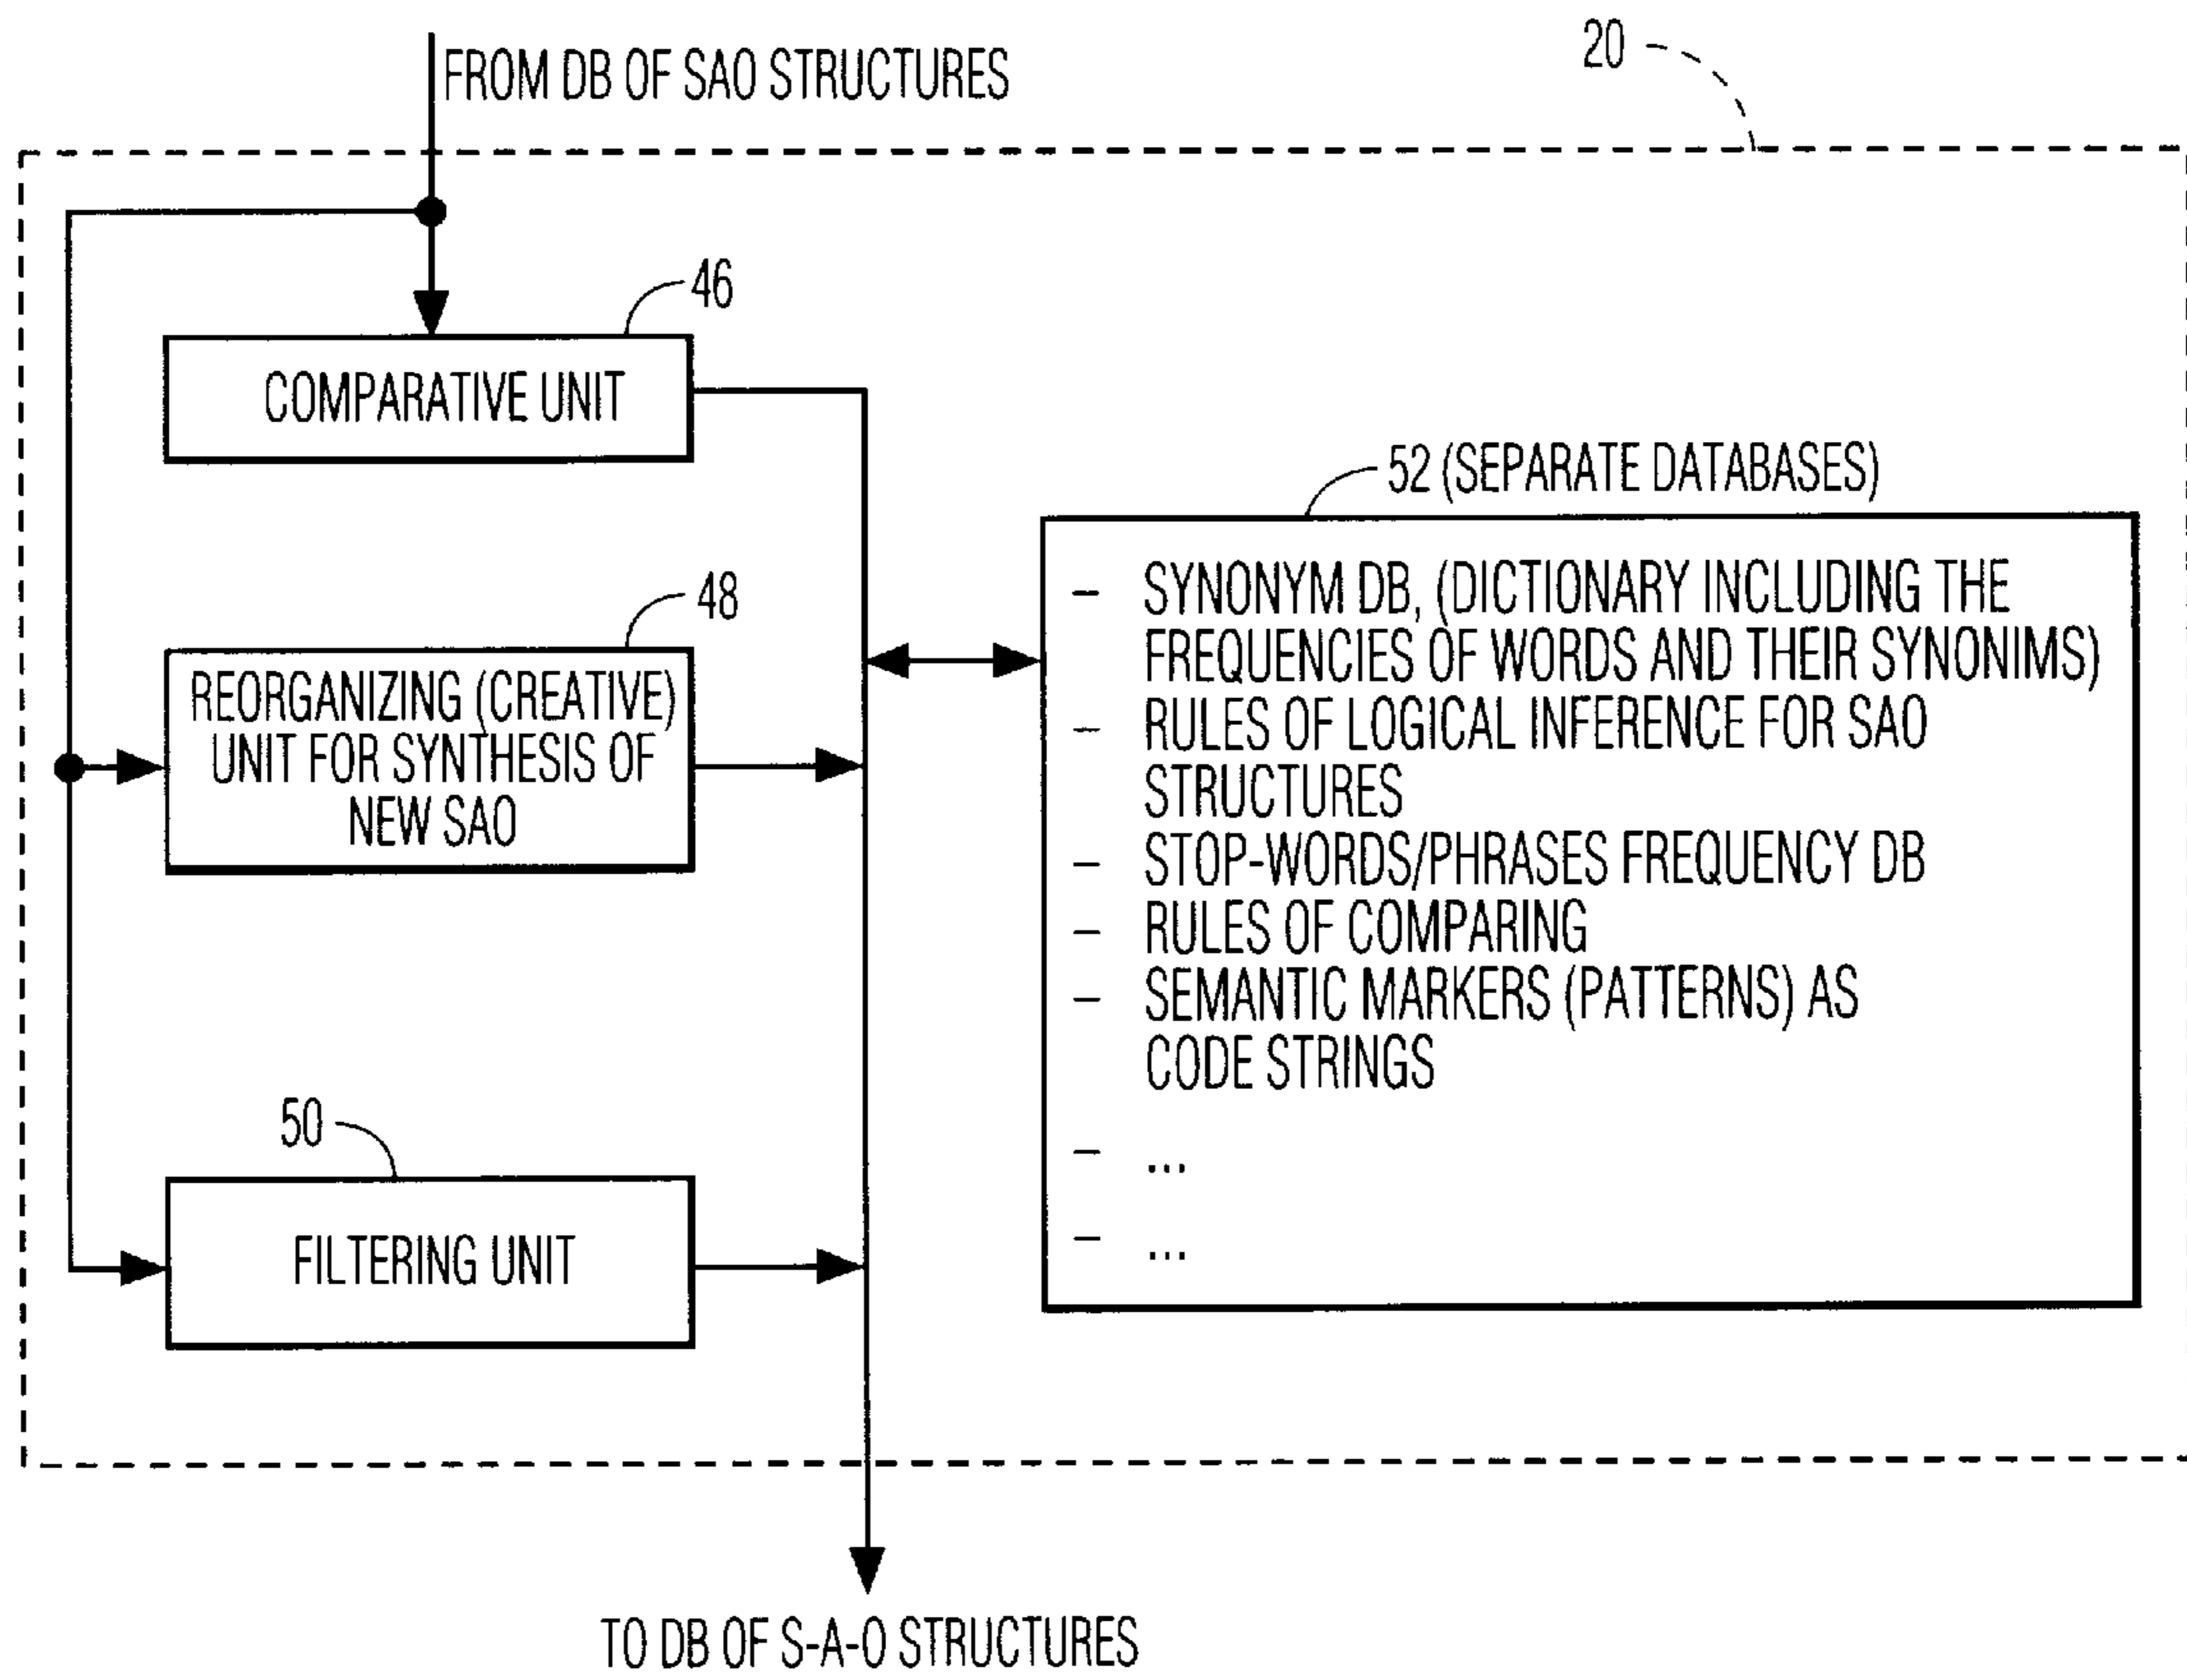 FROM DB OF SAO STRUCTURES
20
46
COMPARATIVE UNIT
52 (SEPARATE DATABASES)
48
REORGANIZING (CREATIVE)
UNIT FOR SYNTHESIS OF
NEW SAO
- SYNONYM DB, (DICTIONARY INCLUDING THE
FREQUENCIES OF WORDS AND THEIR SYNONIMS)
- RULES OF LOGICAL INFERENCE FOR SAO
STRUCTURES
- STOP-WORDS/PHRASES FREQUENCY DB
- RULES OF COMPARING
- SEMANTIC MARKERS (PATTERNS) AS
CODE STRINGS
- ...
- ...
50
FILTERING UNIT
TO DB OF S-A-O STRUCTURES